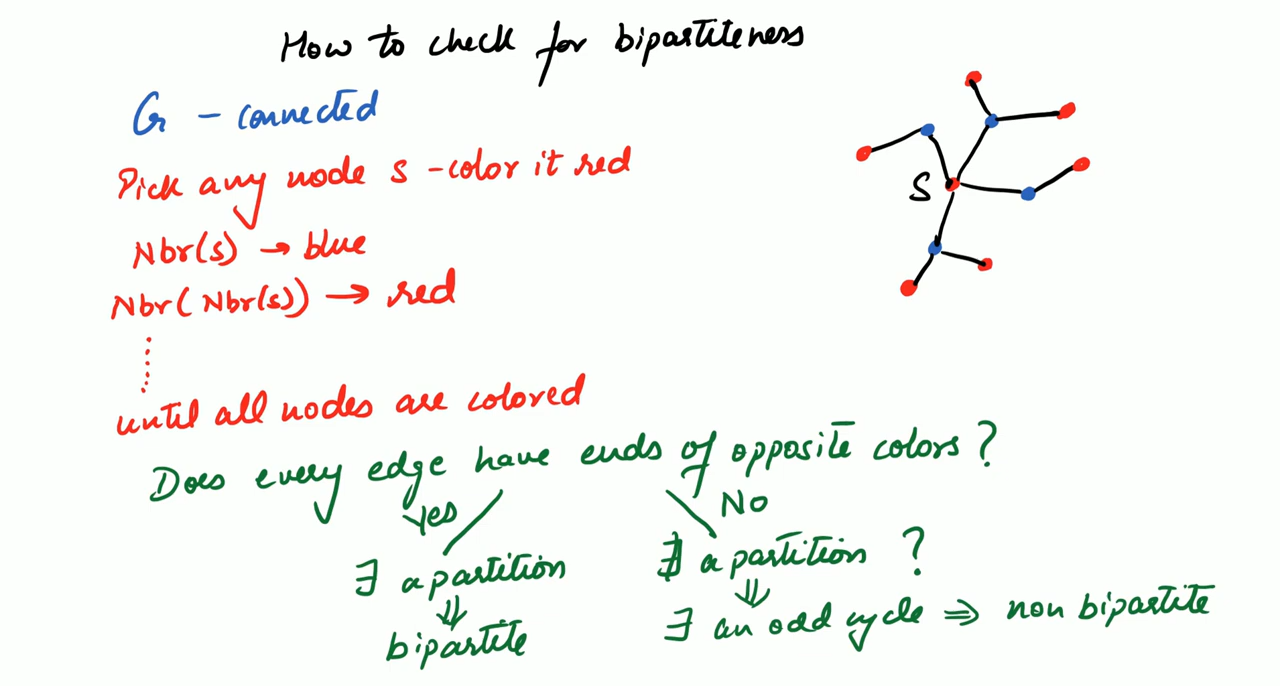 How to check for bipartiteness
G - connected
Pick any node s - color it red
Nbr(s) → blue
Nbr(Nbr(s)) → red
until all nodes are colored
S
Does every edge have ends of opposite colors?
Yes
No
∃ a partition
∄ a partition ?
⇓
⇓
bipartite
∃ an odd cycle ⇒ non bipartite